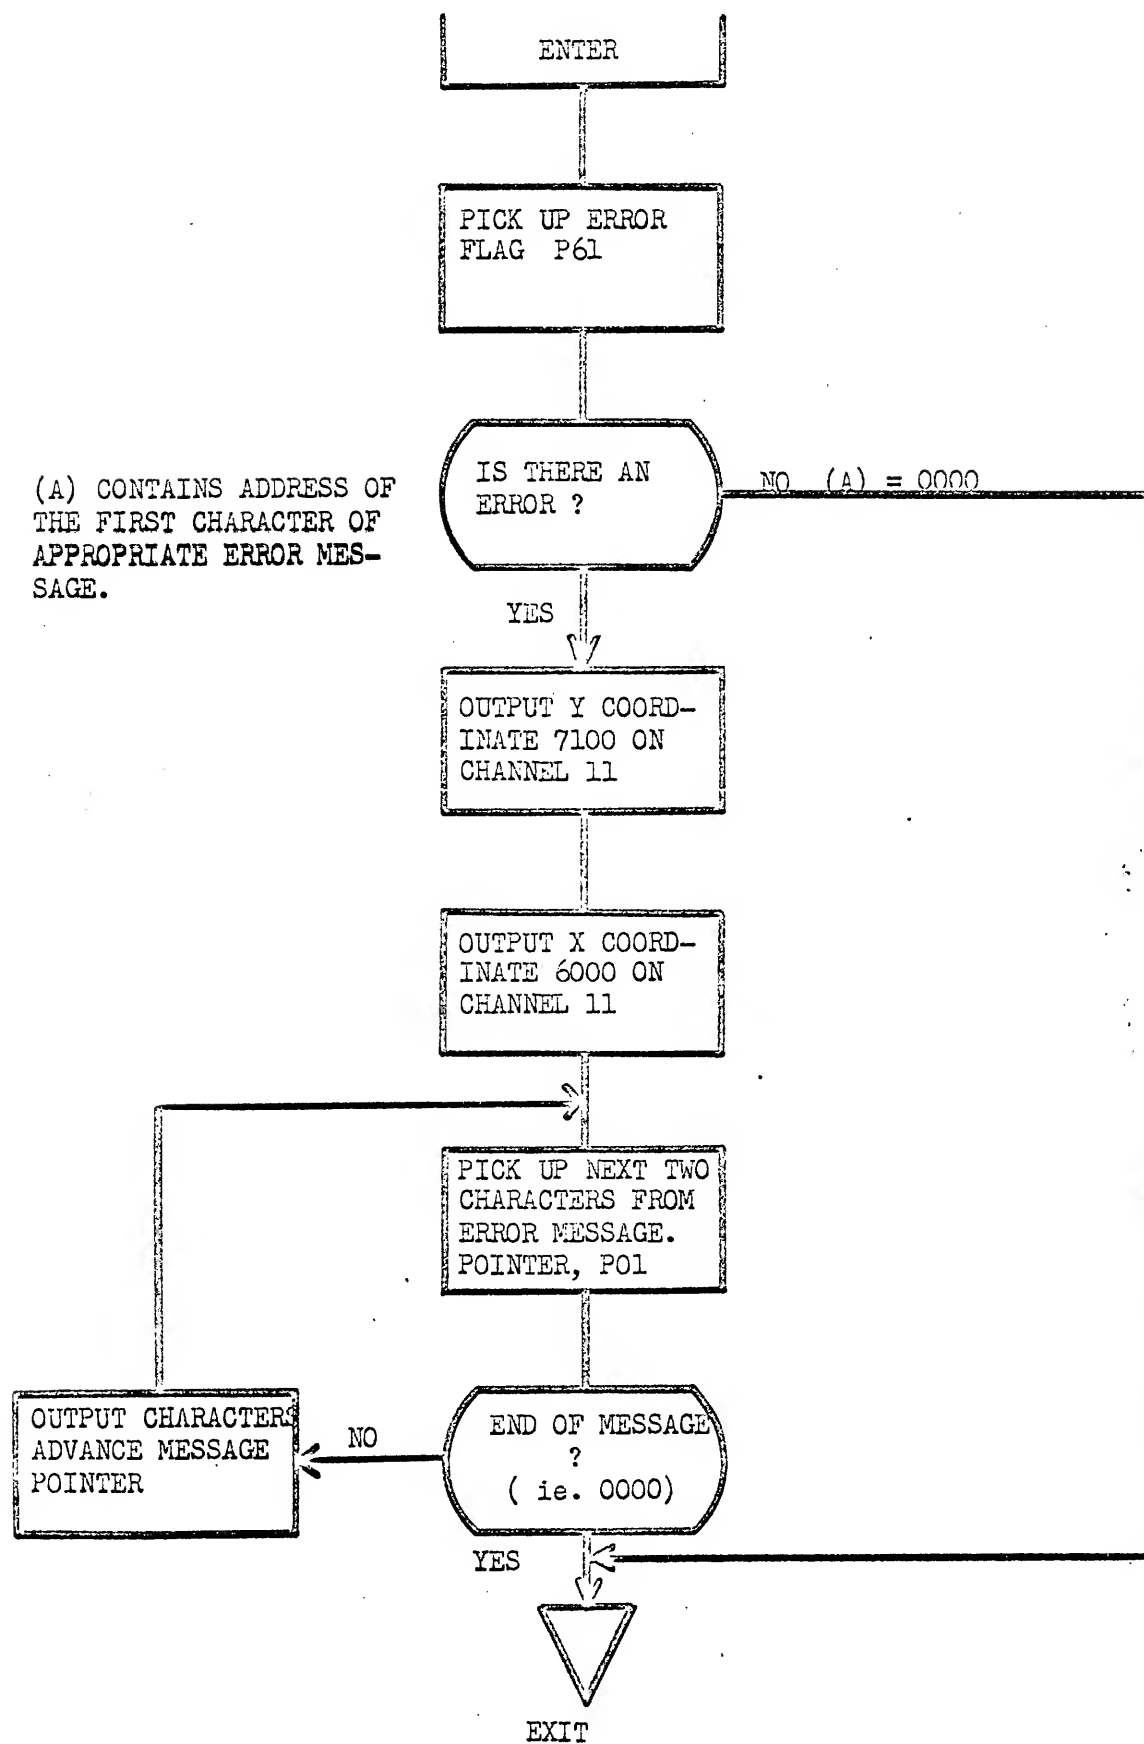 ENTER
PICK UP ERROR
FLAG P61
(A) CONTAINS ADDRESS OF
THE FIRST CHARACTER OF
APPROPRIATE ERROR MES-
SAGE.
IS THERE AN
ERROR ?
NO (A) = 0000
YES
OUTPUT Y COORD-
INATE 7100 ON
CHANNEL 11
OUTPUT X COORD-
INATE 6000 ON
CHANNEL 11
PICK UP NEXT TWO
CHARACTERS FROM
ERROR MESSAGE.
POINTER, P01
OUTPUT CHARACTERS
ADVANCE MESSAGE
POINTER
NO
END OF MESSAGE
?
( ie. 0000)
YES
EXIT